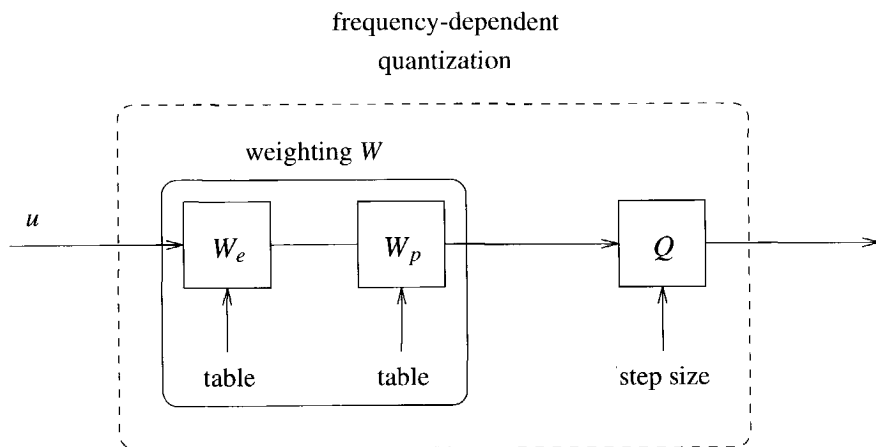 frequency-dependent
quantization
weighting W
u
W_e
W_p
Q
table
table
step size